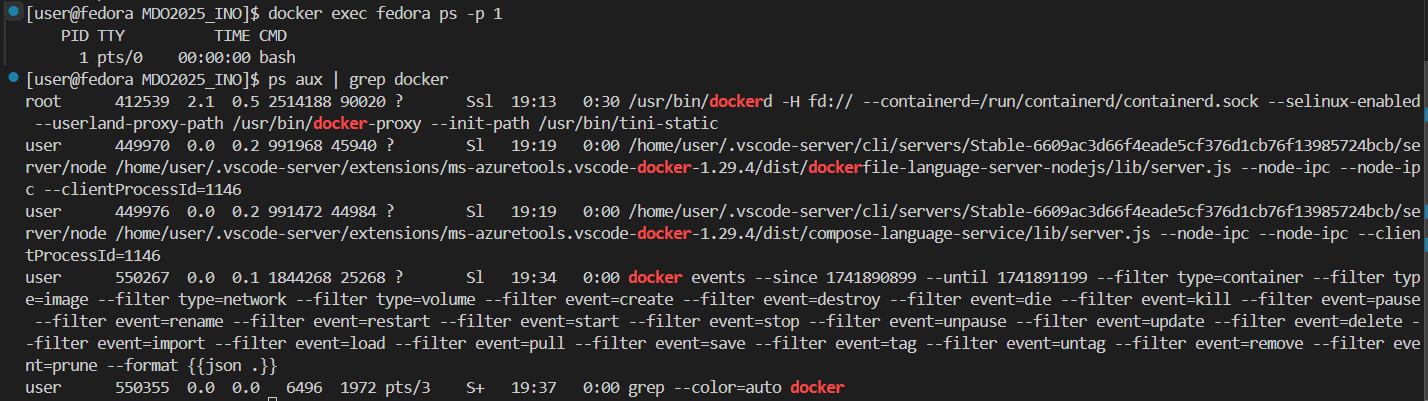 [user@fedora MDO2025_INO]$ docker exec fedora ps -p 1
    PID TTY          TIME CMD
      1 pts/0    00:00:00 bash
[user@fedora MDO2025_INO]$ ps aux | grep docker
root      412539  2.1  0.5 2514188 90020 ?       Ssl  19:13   0:30 /usr/bin/dockerd -H fd:// --containerd=/run/containerd/containerd.sock --selinux-enabled
 --userland-proxy-path /usr/bin/docker-proxy --init-path /usr/bin/tini-static
user      449970  0.0  0.2 991968 45940 ?        Sl   19:19   0:00 /home/user/.vscode-server/cli/servers/Stable-6609ac3d66f4eade5cf376d1cb76f13985724bcb/se
rver/node /home/user/.vscode-server/extensions/ms-azuretools.vscode-docker-1.29.4/dist/dockerfile-language-server-nodejs/lib/server.js --node-ipc --node-ip
c --clientProcessId=1146
user      449976  0.0  0.2 991472 44984 ?        Sl   19:19   0:00 /home/user/.vscode-server/cli/servers/Stable-6609ac3d66f4eade5cf376d1cb76f13985724bcb/se
rver/node /home/user/.vscode-server/extensions/ms-azuretools.vscode-docker-1.29.4/dist/compose-language-service/lib/server.js --node-ipc --node-ipc --clien
tProcessId=1146
user      550267  0.0  0.1 1844268 25268 ?       Sl   19:34   0:00 docker events --since 1741890899 --until 1741891199 --filter type=container --filter typ
e=image --filter type=network --filter type=volume --filter event=create --filter event=destroy --filter event=die --filter event=kill --filter event=pause
 --filter event=rename --filter event=restart --filter event=start --filter event=stop --filter event=unpause --filter event=update --filter event=delete -
-filter event=import --filter event=load --filter event=pull --filter event=save --filter event=tag --filter event=untag --filter event=remove --filter eve
nt=prune --format {{json .}}
user      550355  0.0  0.0   6496  1972 pts/3    S+   19:37   0:00 grep --color=auto docker